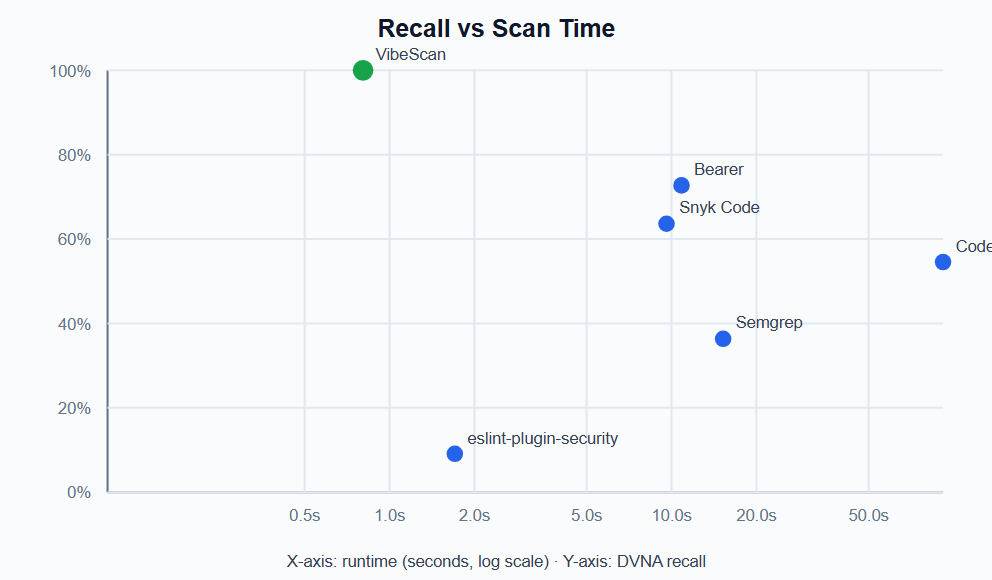 Recall vs Scan Time
VibeScan
100%
80%
Bearer
Snyk Code
60%
Code
40%
Semgrep
20%
eslint-plugin-security
0%
0.5s 1.0s 2.0s 5.0s 10.0s 20.0s 50.0s
X-axis: runtime (seconds, log scale) · Y-axis: DVNA recall